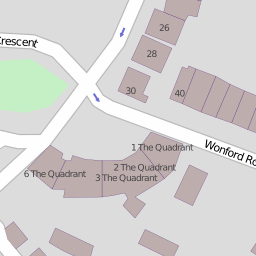 26
Crescent
28
30
40
1 The Quadrant
Wonford Ro
2 The Quadrant
6 The Quadrant
3 The Quadrant